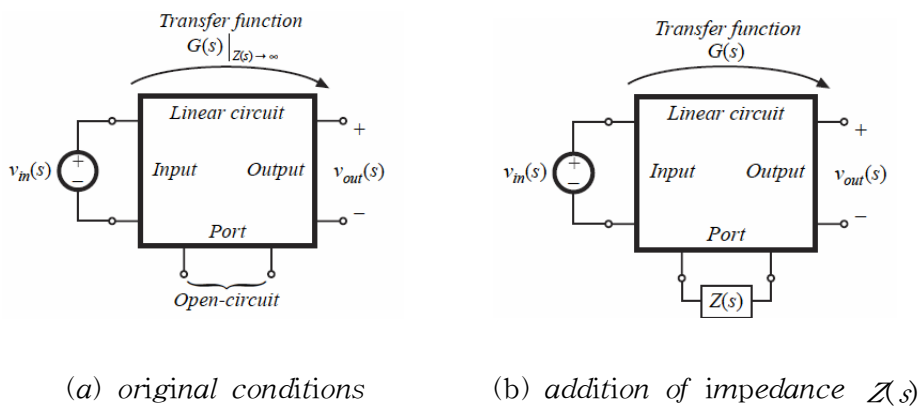 Transfer function
G(s)|Z(s)→∞
Linear circuit
+
vin(s)
+
−
Input
Output
vout(s)
−
Port
Open-circuit
(a) original conditions
Transfer function
G(s)
Linear circuit
+
vin(s)
+
−
Input
Output
vout(s)
−
Port
Z(s)
(b) addition of impedance Z(s)